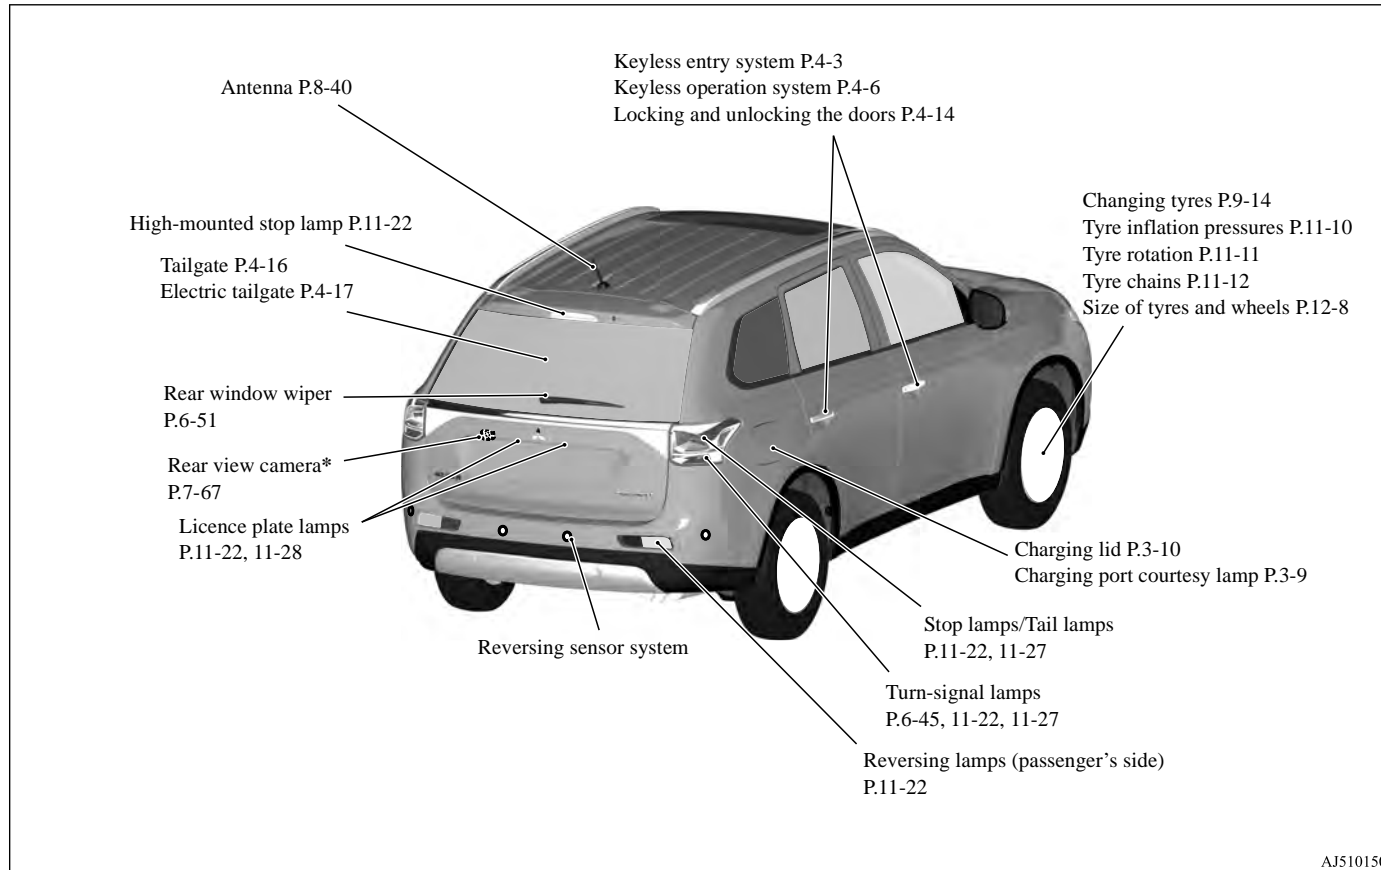 Keyless entry system P.4-3
Antenna P.8-40
Keyless operation system P.4-6
Locking and unlocking the doors P.4-14
Changing tyres P.9-14
High-mounted stop lamp P.11-22
Tyre inflation pressures P.11-10
Tyre rotation P.11-11
Tyre chains P.11-12
Size of tyres and wheels P.12-8
Tailgate P.4-16
Electric tailgate P.4-17
Rear window wiper
P.6-51
Rear view camera*
P.7-67
Licence plate lamps
P.11-22, 11-28
Charging lid P.3-10
Charging port courtesy lamp P.3-9
Reversing sensor system
Stop lamps/Tail lamps
P.11-22, 11-27
Turn-signal lamps
P.6-45, 11-22, 11-27
Reversing lamps (passenger’s side)
P.11-22
AJ510150